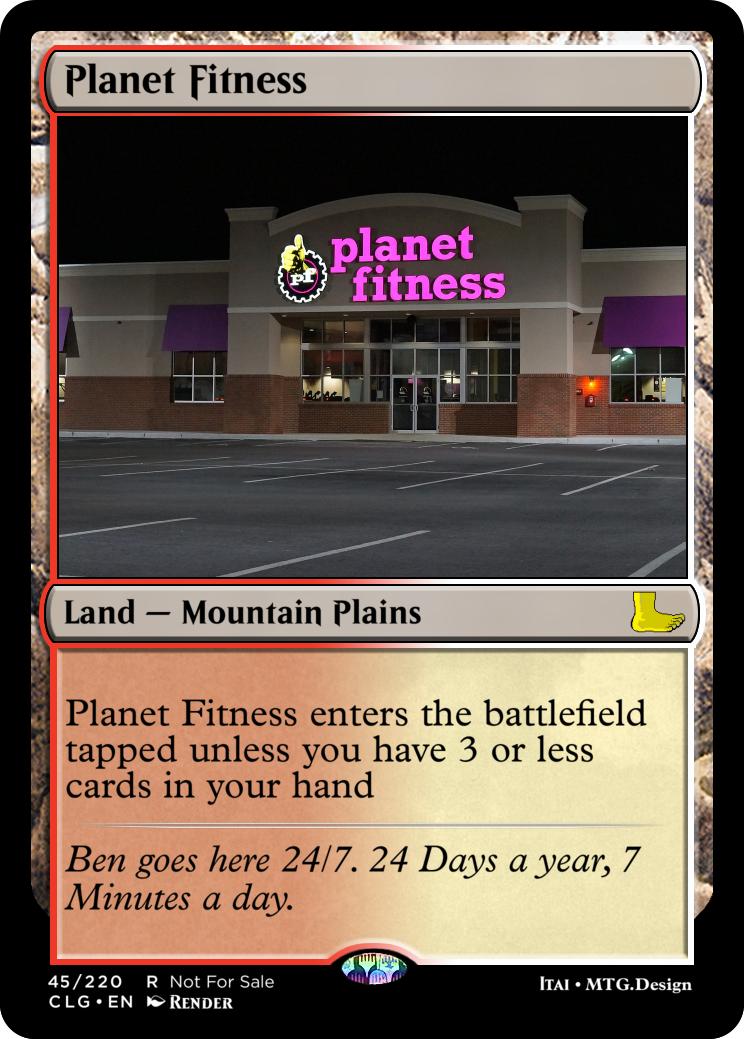 Planet Fitness
planet
fitness
pf
Land — Mountain Plains
Planet Fitness enters the battlefield
tapped unless you have 3 or less
cards in your hand
Ben goes here 24/7. 24 Days a year, 7
Minutes a day.
45/220 R Not For Sale
CLG • EN Render
Itai • MTG.Design